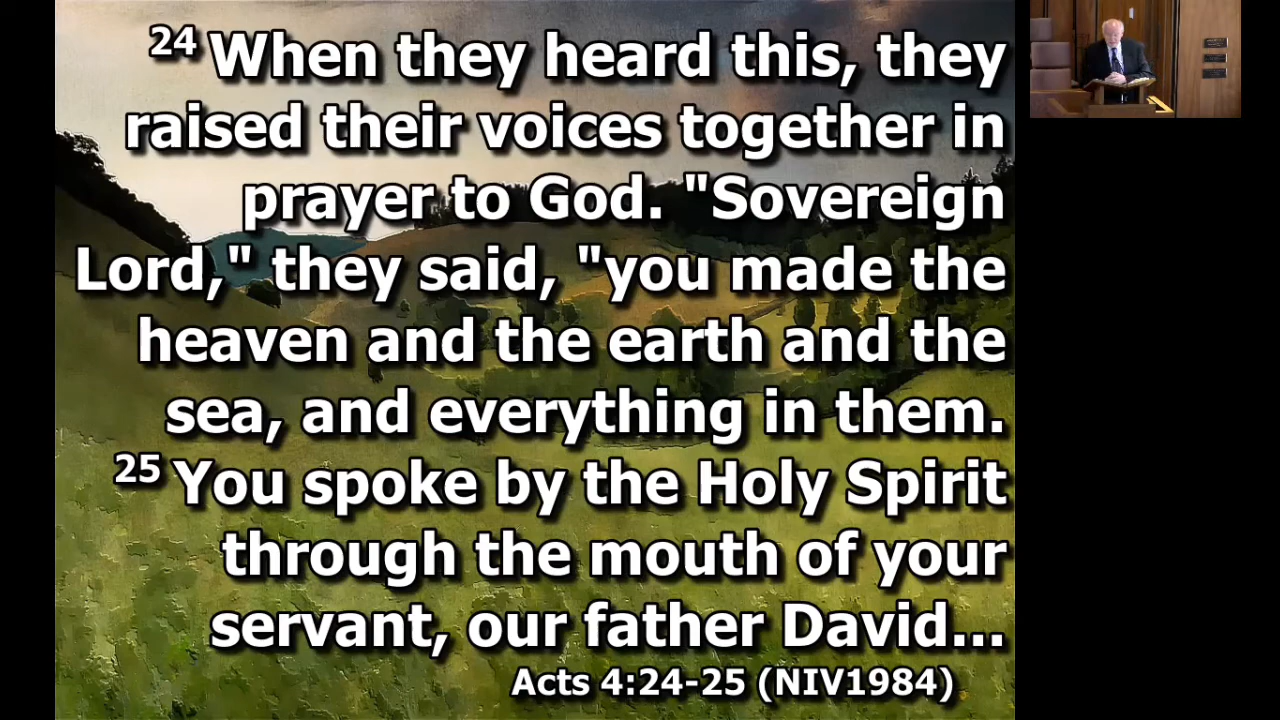 24 When they heard this, they
raised their voices together in
prayer to God. "Sovereign
Lord," they said, "you made the
heaven and the earth and the
sea, and everything in them.
25 You spoke by the Holy Spirit
through the mouth of your
servant, our father David...
Acts 4:24-25 (NIV1984)